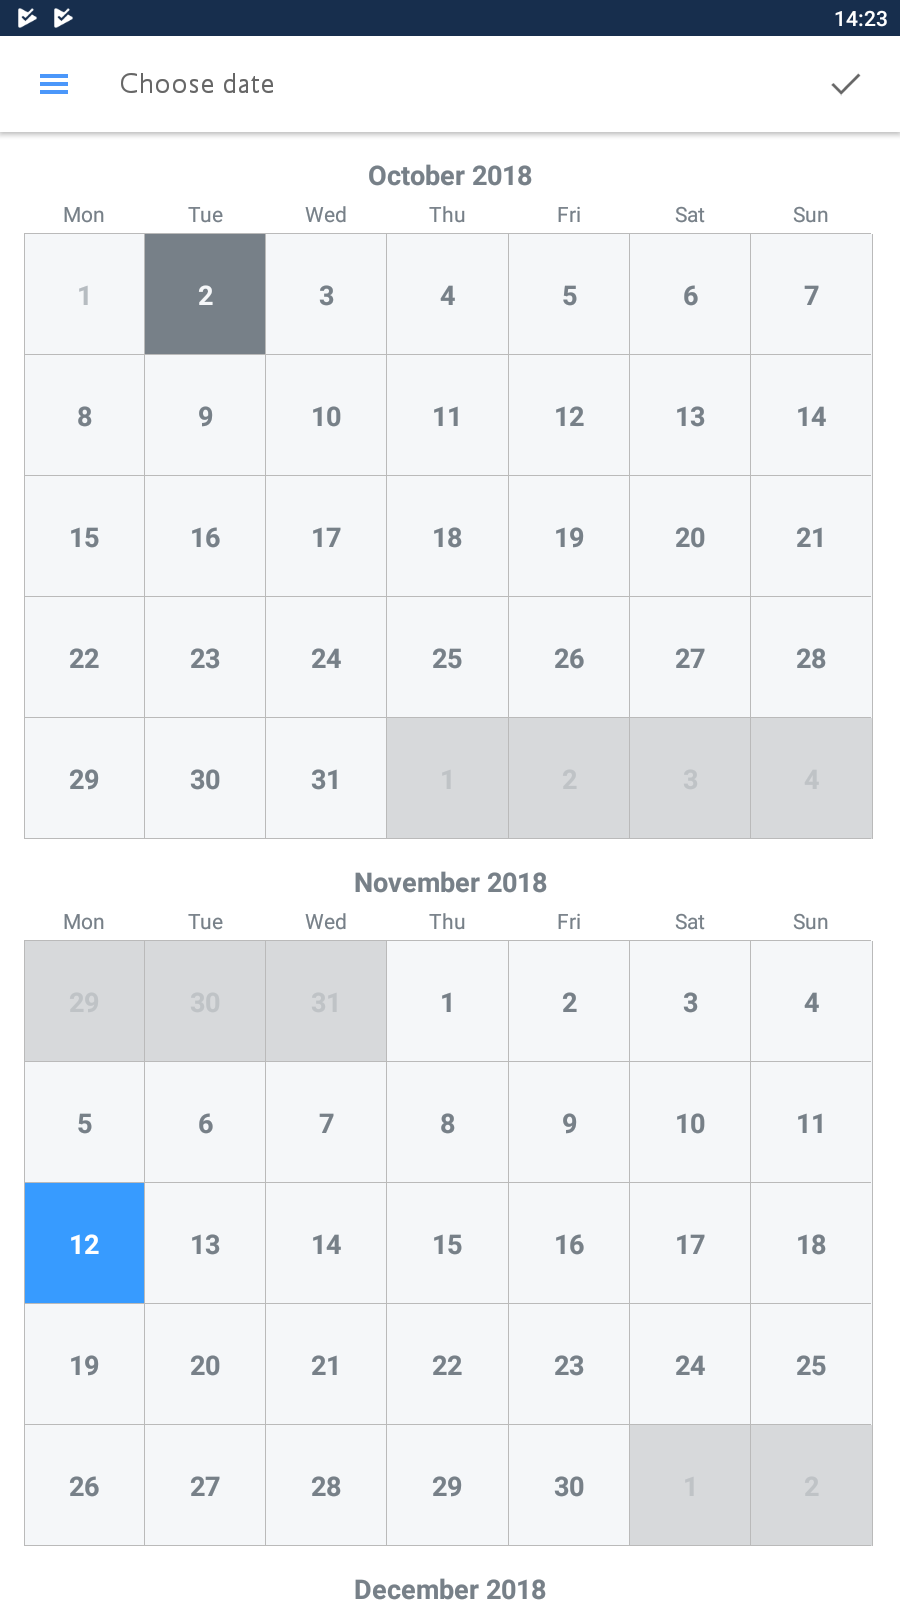 14:23
Choose date
October 2018
Mon Tue Wed Thu Fri Sat Sun
1 2 3 4 5 6 7
8 9 10 11 12 13 14
15 16 17 18 19 20 21
22 23 24 25 26 27 28
29 30 31 1 2 3 4
November 2018
Mon Tue Wed Thu Fri Sat Sun
29 30 31 1 2 3 4
5 6 7 8 9 10 11
12 13 14 15 16 17 18
19 20 21 22 23 24 25
26 27 28 29 30 1 2
December 2018